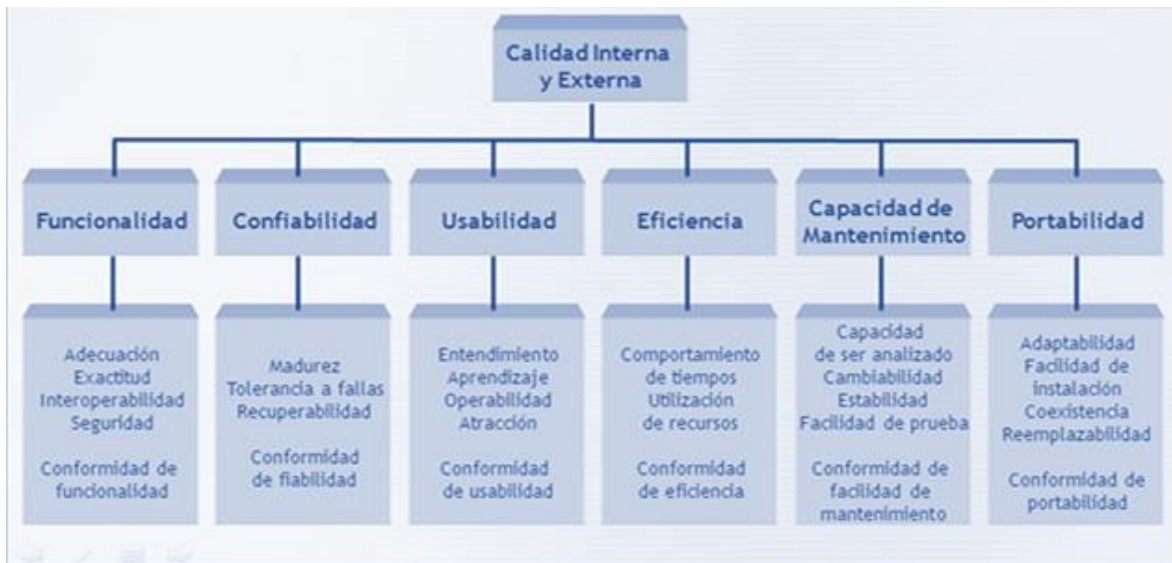 Calidad Interna
y Externa
Funcionalidad
Confiabilidad
Usabilidad
Eficiencia
Capacidad de
Mantenimiento
Portabilidad
Adecuación
Exactitud
Interoperabilidad
Seguridad
Conformidad de
funcionalidad
Madurez
Tolerancia a fallas
Recuperabilidad
Conformidad
de fiabilidad
Entendimiento
Aprendizaje
Operabilidad
Atracción
Conformidad
de usabilidad
Comportamiento
de tiempos
Utilización
de recursos
Conformidad
de eficiencia
Capacidad
de ser analizado
Cambiabilidad
Estabilidad
Facilidad de prueba
Conformidad de
facilidad de
mantenimiento
Adaptabilidad
Facilidad de
instalación
Coexistencia
Reemplazabilidad
Conformidad de
portabilidad